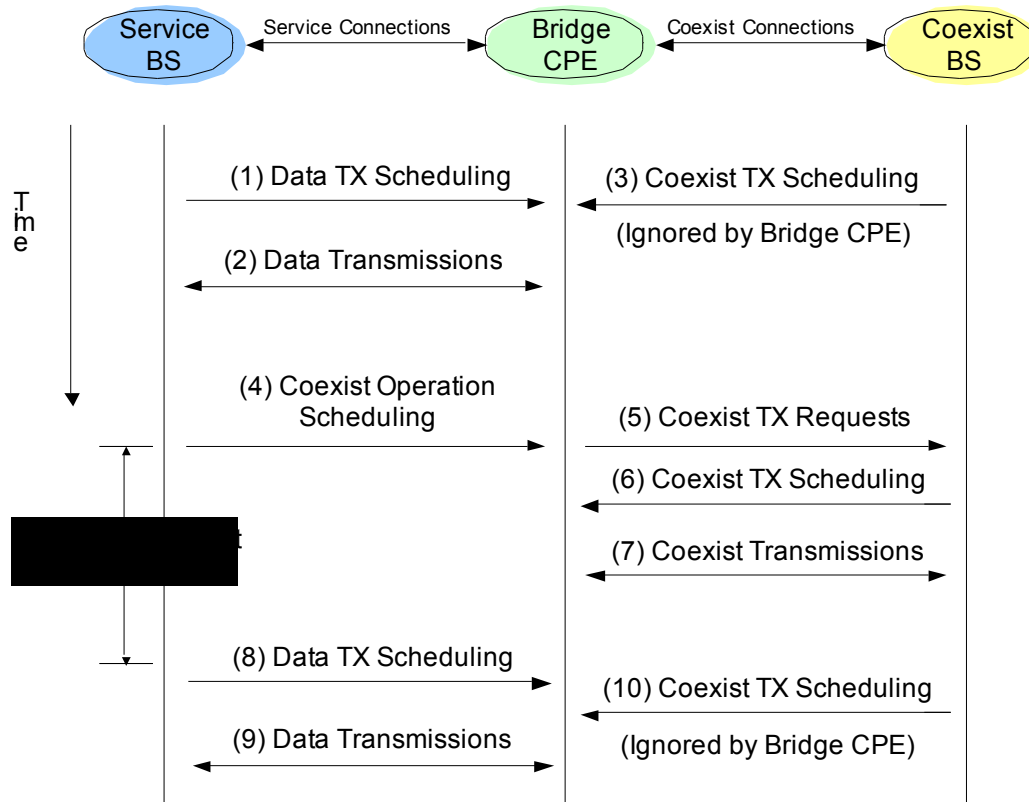 Service BS
Service Connections
Bridge CPE
Coexist Connections
Coexist BS
Time
(1) Data TX Scheduling
(3) Coexist TX Scheduling
(Ignored by Bridge CPE)
(2) Data Transmissions
(4) Coexist Operation
Scheduling
(5) Coexist TX Requests
(6) Coexist TX Scheduling
(7) Coexist Transmissions
(8) Data TX Scheduling
(10) Coexist TX Scheduling
(Ignored by Bridge CPE)
(9) Data Transmissions